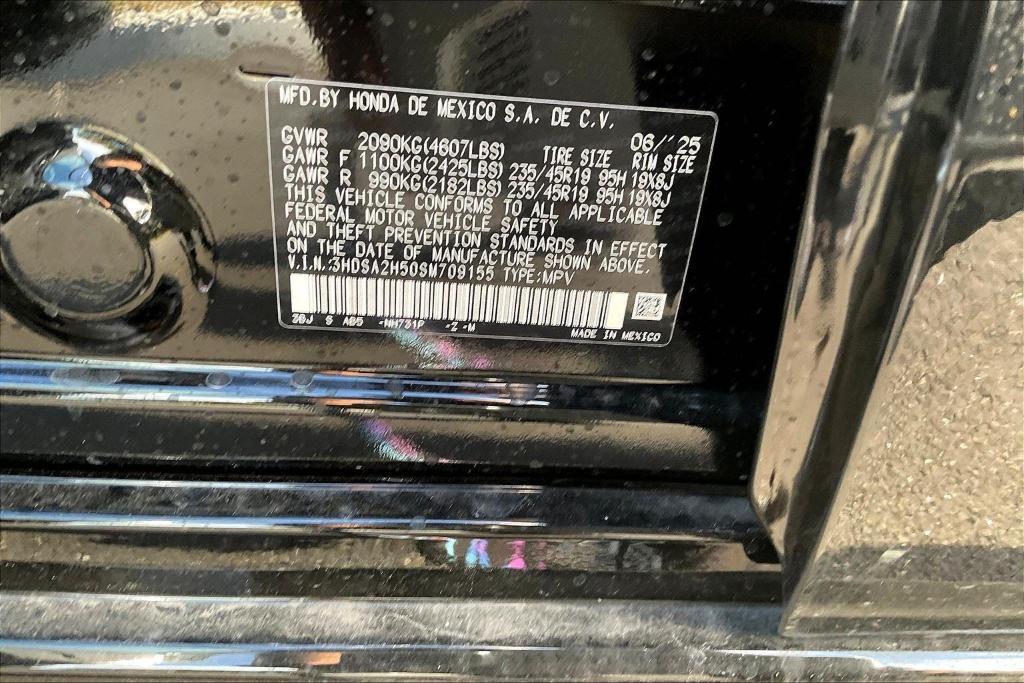 MFD.BY HONDA DE MEXICO S.A. DE C.V.
06/'25
GVWR 2090KG(4607LBS) TIRE SIZE RIM SIZE
GAWR F 1100KG(2425LBS) 235/45R19 95H 19X8J
GAWR R 990KG(2182LBS) 235/45R19 95H 19X8J
THIS VEHICLE CONFORMS TO ALL APPLICABLE
FEDERAL MOTOR VEHICLE SAFETY
AND THEFT PREVENTION STANDARDS IN EFFECT
ON THE DATE OF MANUFACTURE SHOWN ABOVE.
V.I.N.:3HDSA2H50SM709155 TYPE:MPV
3DJ S AB5 -NH731P -Z -M MADE IN MEXICO